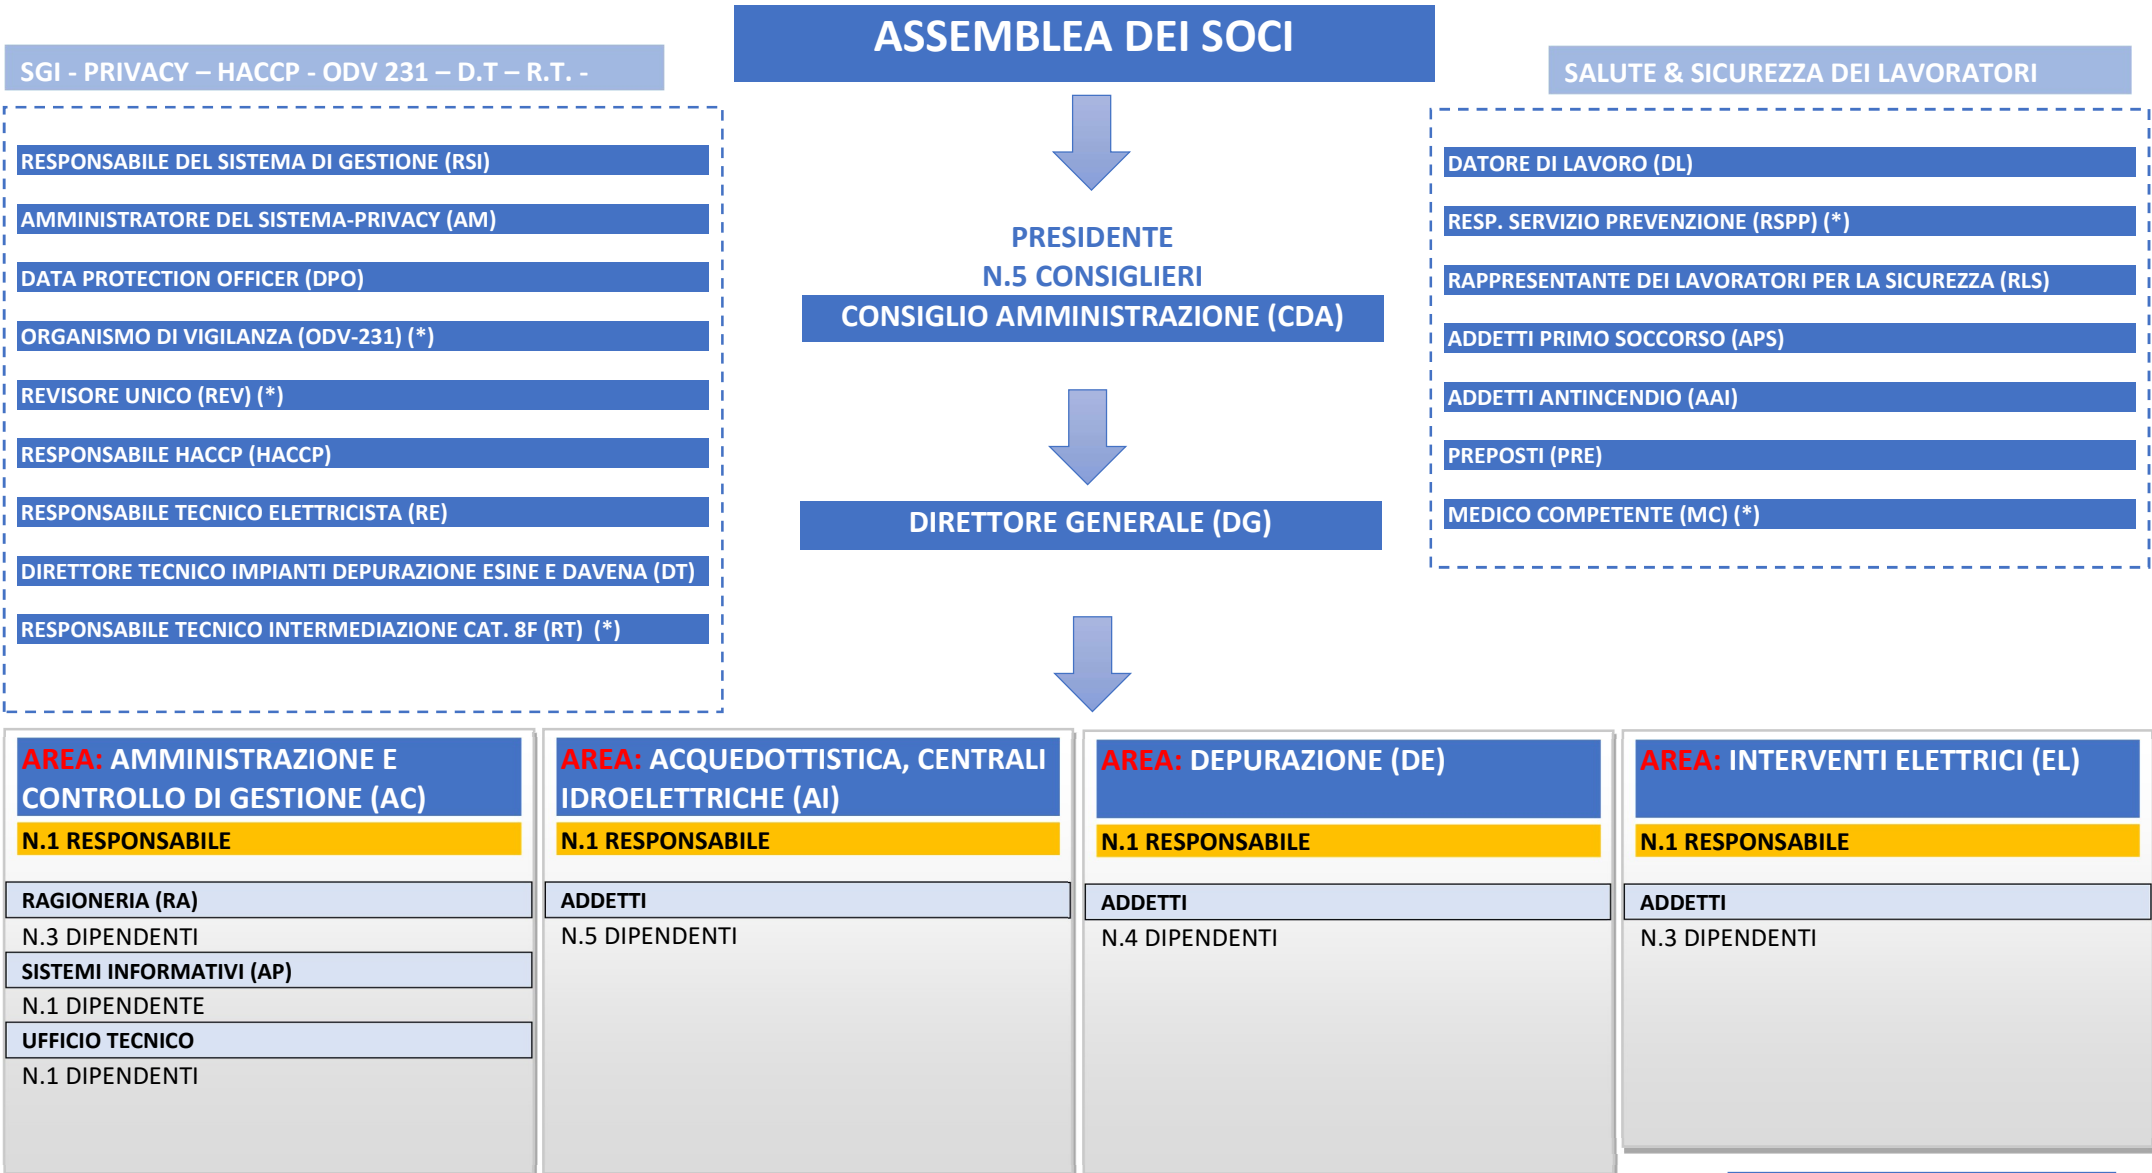 ASSEMBLEA DEI SOCI
SGI - PRIVACY – HACCP - ODV 231 – D.T – R.T. -
RESPONSABILE DEL SISTEMA DI GESTIONE (RSI)
AMMINISTRATORE DEL SISTEMA-PRIVACY (AM)
DATA PROTECTION OFFICER (DPO)
ORGANISMO DI VIGILANZA (ODV-231) (*)
REVISORE UNICO (REV) (*)
RESPONSABILE HACCP (HACCP)
RESPONSABILE TECNICO ELETTRICISTA (RE)
DIRETTORE TECNICO IMPIANTI DEPURAZIONE ESINE E DAVENA (DT)
RESPONSABILE TECNICO INTERMEDIAZIONE CAT. 8F (RT) (*)
PRESIDENTE
N.5 CONSIGLIERI
CONSIGLIO AMMINISTRAZIONE (CDA)
DIRETTORE GENERALE (DG)
SALUTE & SICUREZZA DEI LAVORATORI
DATORE DI LAVORO (DL)
RESP. SERVIZIO PREVENZIONE (RSPP) (*)
RAPPRESENTANTE DEI LAVORATORI PER LA SICUREZZA (RLS)
ADDETTI PRIMO SOCCORSO (APS)
ADDETTI ANTINCENDIO (AAI)
PREPOSTI (PRE)
MEDICO COMPETENTE (MC) (*)
AREA: AMMINISTRAZIONE E
CONTROLLO DI GESTIONE (AC)
N.1 RESPONSABILE
RAGIONERIA (RA)
N.3 DIPENDENTI
SISTEMI INFORMATIVI (AP)
N.1 DIPENDENTE
UFFICIO TECNICO
N.1 DIPENDENTI
AREA: ACQUEDOTTISTICA, CENTRALI
IDROELETTRICHE (AI)
N.1 RESPONSABILE
ADDETTI
N.5 DIPENDENTI
AREA: DEPURAZIONE (DE)
N.1 RESPONSABILE
ADDETTI
N.4 DIPENDENTI
AREA: INTERVENTI ELETTRICI (EL)
N.1 RESPONSABILE
ADDETTI
N.3 DIPENDENTI